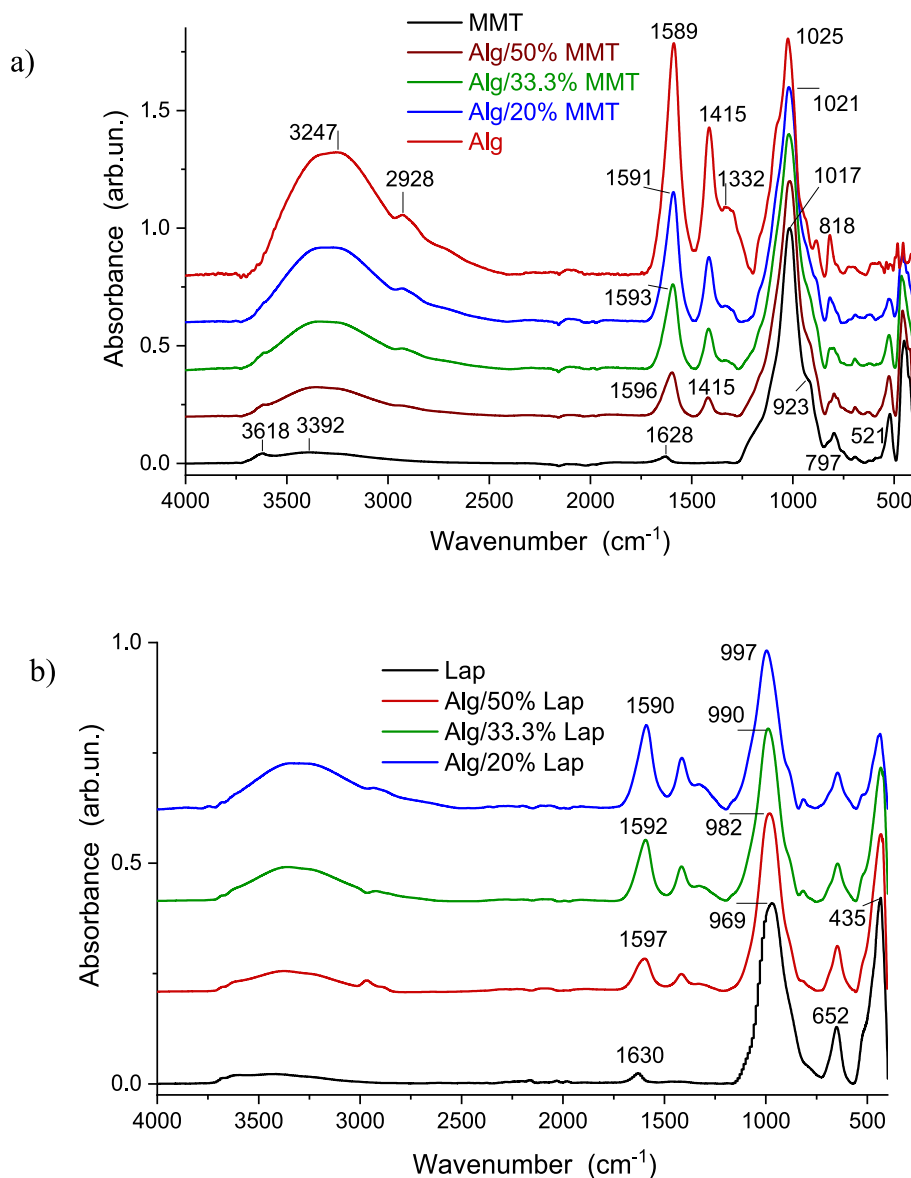 a)
MMT
Alg/50% MMT
Alg/33.3% MMT
Alg/20% MMT
Alg
1589
1025
1021
1415
3247
2928
1591
1332
1017
818
1593
1596
1415
923
3618
3392
1628
797
521
0.0
0.5
1.0
1.5
Absorbance (arb.un.)
4000 3500 3000 2500 2000 1500 1000 500
Wavenumber (cm⁻¹)
b)
Lap
Alg/50% Lap
Alg/33.3% Lap
Alg/20% Lap
997
1590
990
1592
982
1597
969
435
652
1630
1.0
0.5
0.0
Absorbance (arb.un.)
4000 3500 3000 2500 2000 1500 1000 500
Wavenumber (cm⁻¹)